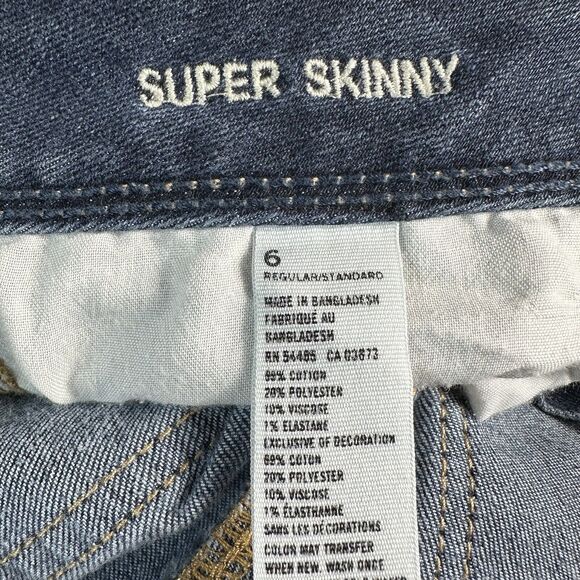 SUPER SKINNY
6
REGULAR/STANDARD
MADE IN BANGLADESH
FABRIQUÉ AU
BANGLADESH
RN 54485 CA 03673
69% COTTON
20% POLYESTER
10% VISCOSE
1% ELASTANE
EXCLUSIVE OF DECORATION
69% COTON
20% POLYESTER
10% VISCOSE
1% ÉLASTHANNE
SANS LES DÉCORATIONS
COLOR MAY TRANSFER
WHEN NEW. WASH ONCE